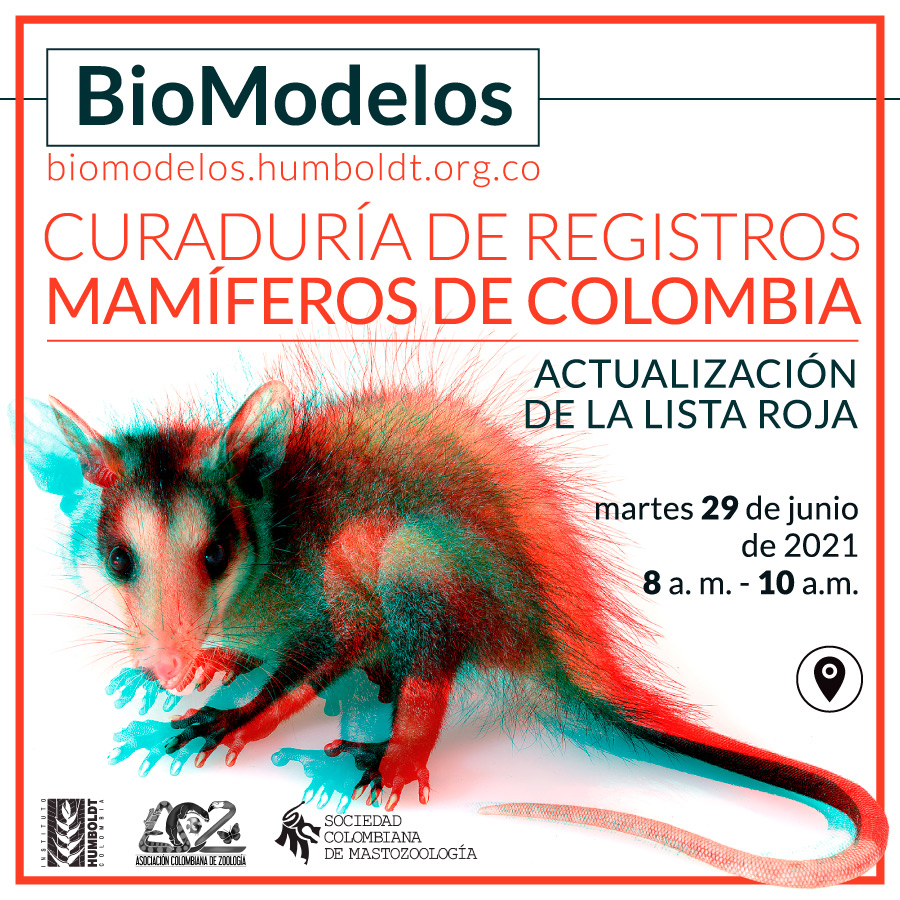 BioModelos
biomodelos.humboldt.org.co
CURADURÍA DE REGISTROS
MAMÍFEROS DE COLOMBIA
ACTUALIZACIÓN
DE LA LISTA ROJA
martes 29 de junio
de 2021
8 a. m. - 10 a.m.
INSTITUTO
HUMBOLDT
COLOMBIA
ASOCIACIÓN COLOMBIANA DE ZOOLOGÍA
SOCIEDAD
COLOMBIANA
DE MASTOZOOLOGÍA